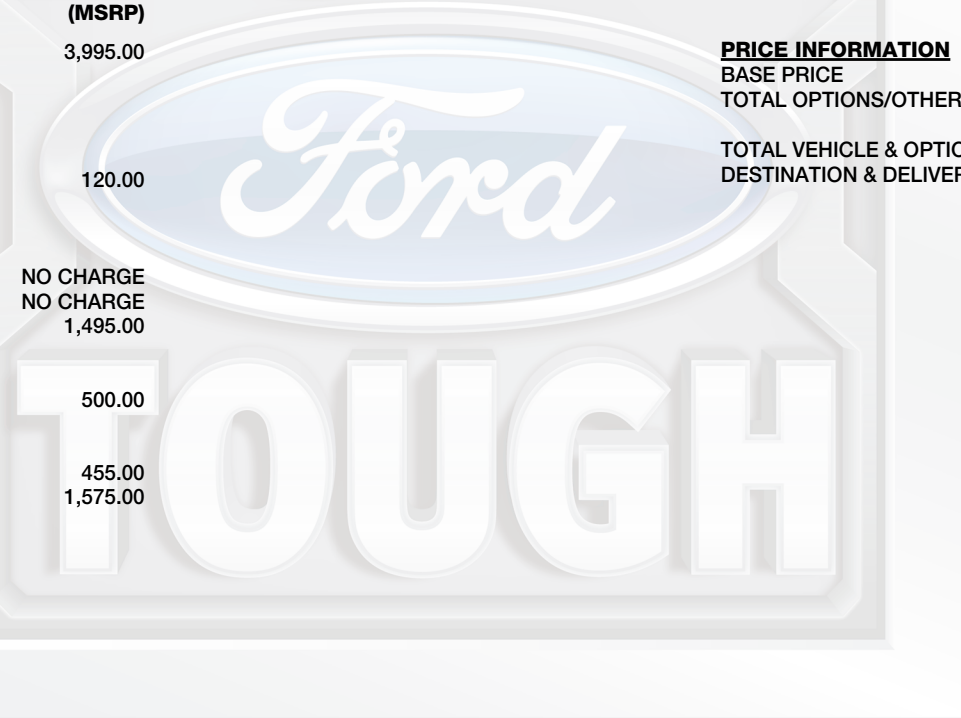 (MSRP)
3,995.00
120.00
NO CHARGE
NO CHARGE
1,495.00
500.00
455.00
1,575.00
PRICE INFORMATION
BASE PRICE
TOTAL OPTIONS/OTHER
TOTAL VEHICLE & OPTIO
DESTINATION & DELIVER
Ford
TOUGH